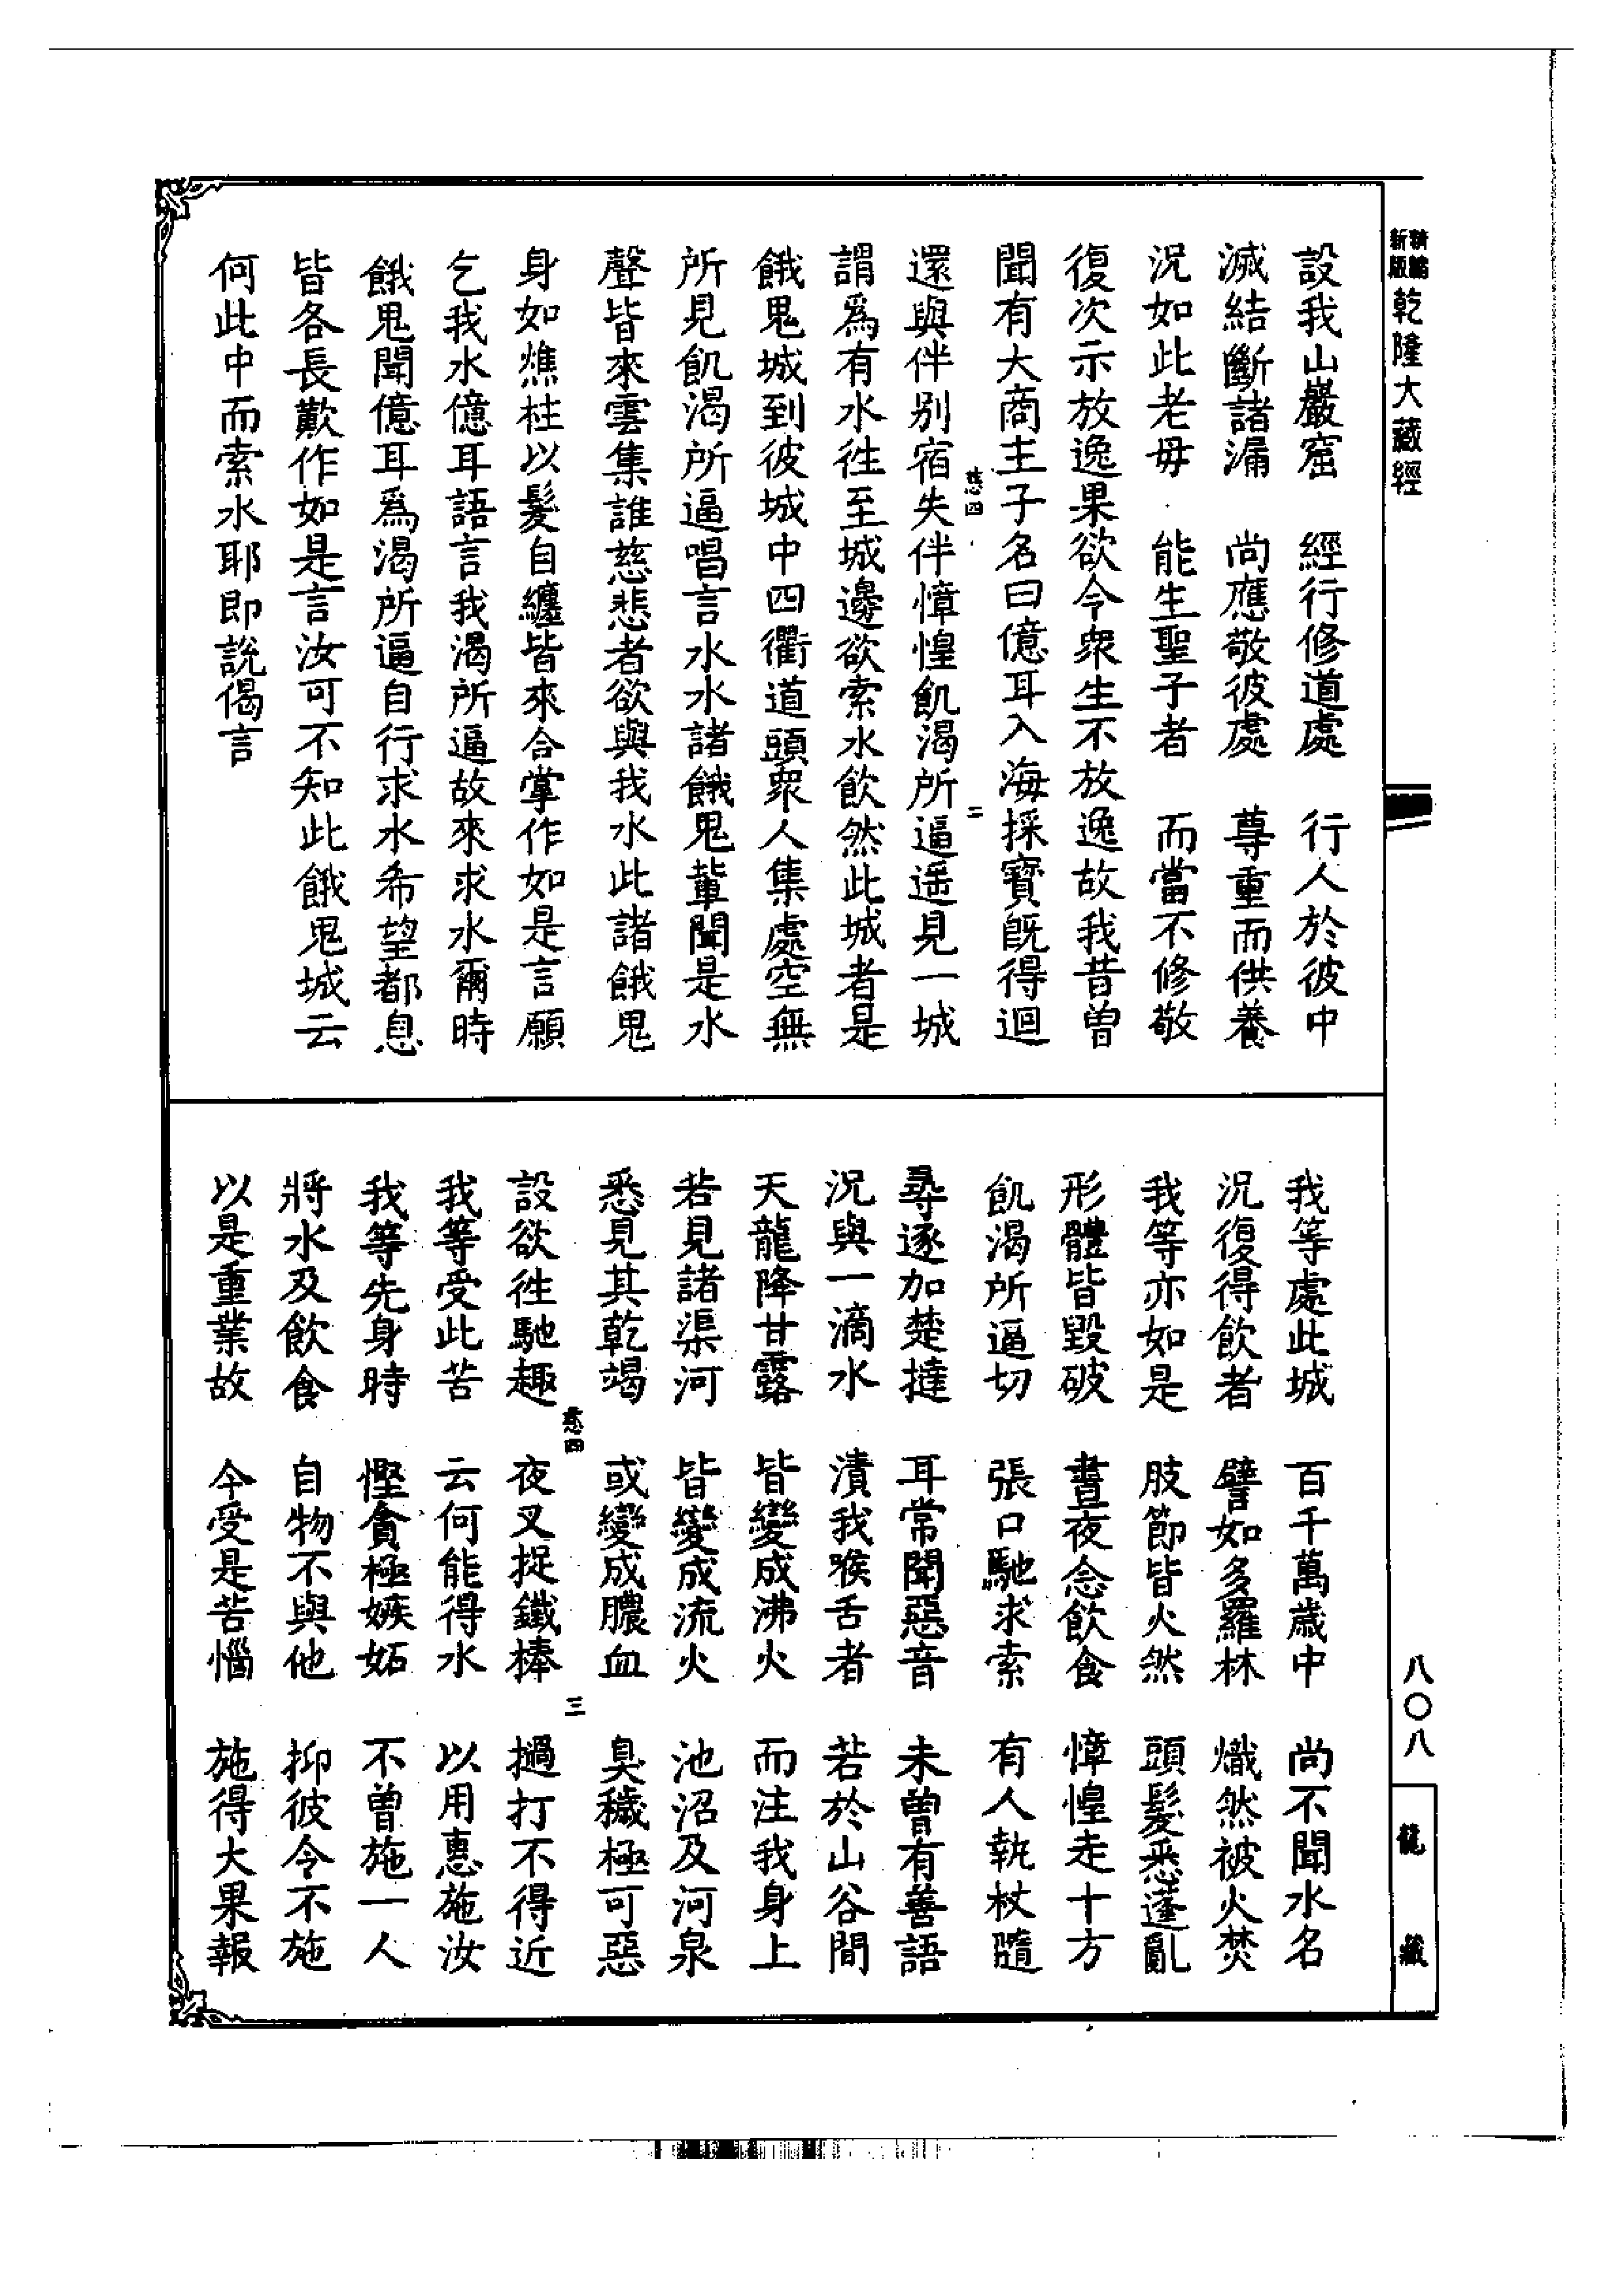 新版 精縮 乾隆大藏經
設我山巖窟 經行修道處 行人於彼中
滅結斷諸漏 尚應敬彼處 尊重而供養
況如此老母 能生聖子者 而當不修敬
復次示放逸果欲令衆生不放逸故我昔曾
聞有大商主子名曰億耳入海採寶旣得迴
還與伴別宿失伴慞惶飢渴所逼遥見一城
慈四 二
謂爲有水徃至城邊欲索水飲然此城者是
餓鬼城到彼城中四衢道頭衆人集處空無
所見飢渴所逼唱言水水諸餓鬼輩聞是水
聲皆來雲集誰慈悲者欲與我水此諸餓鬼
身如燋柱以髮自纏皆來合掌作如是言願
乞我水億耳語言我渴所逼故來求水爾時
餓鬼聞億耳爲渴所逼自行求水希望都息
皆各長歎作如是言汝可不知此餓鬼城云
何此中而索水耶即說偈言
我等處此城 百千萬歲中 尚不聞水名
況復得飲者 譬如多羅林 熾然被火焚
我等亦如是 肢節皆火然 頭髮悉蓬亂
形體皆毀破 晝夜念飲食 慞惶走十方
飢渴所逼切 張口馳求索 有人執杖隨
尋逐加楚撻 耳常聞惡音 未曾有善語
況與一滴水 漬我喉舌者 若於山谷間
天龍降甘露 皆變成沸火 而注我身上
若見諸渠河 皆變成流火 池沼及河泉
悉見其乾竭 或變成膿血 臭穢極可惡
設欲徃馳趣 夜叉捉鐵棒 撾打不得近
慈四 三
我等受此苦 云何能得水 以用惠施汝
我等先身時 慳貪極嫉妬 不曾施一人
將水及飲食 自物不與他 抑彼令不施
以是重業故 今受是苦惱 施得大果報
八〇八
龍藏